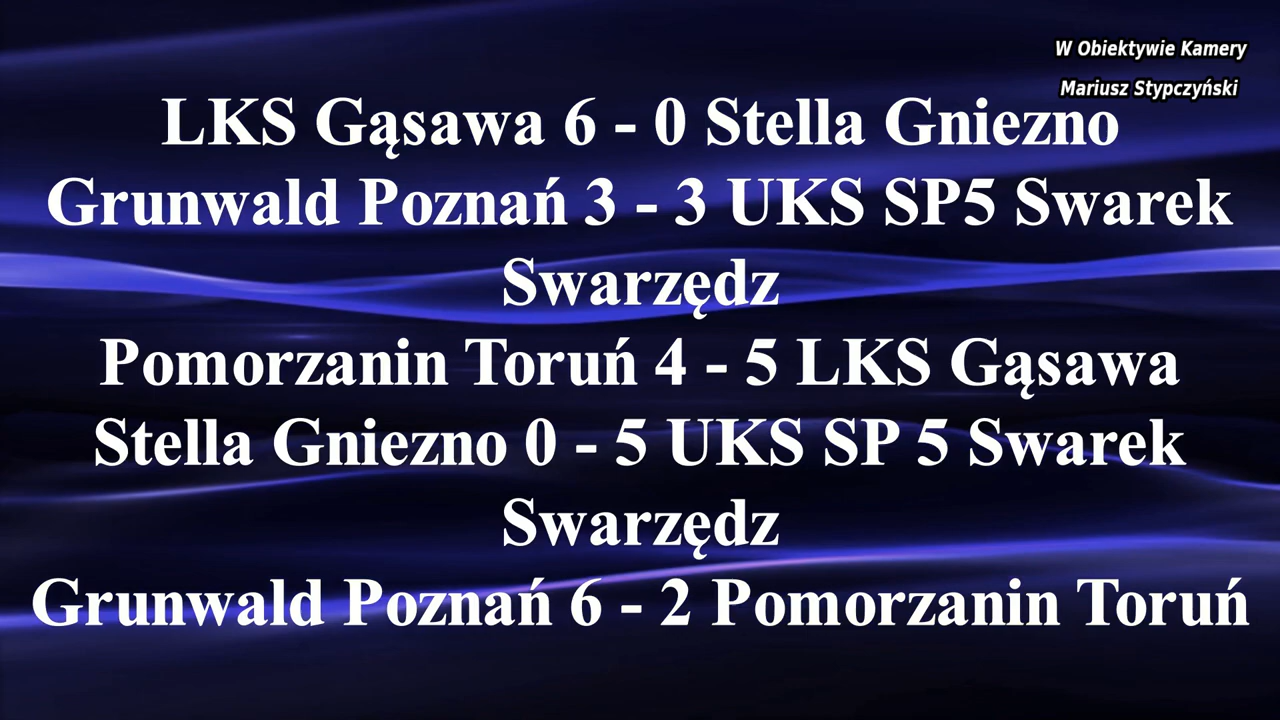 W Obiektywie Kamery
Mariusz Stypczyński
LKS Gąsawa 6 - 0 Stella Gniezno
Grunwald Poznań 3 - 3 UKS SP5 Swarek
Swarzędz
Pomorzanin Toruń 4 - 5 LKS Gąsawa
Stella Gniezno 0 - 5 UKS SP 5 Swarek
Swarzędz
Grunwald Poznań 6 - 2 Pomorzanin Toruń